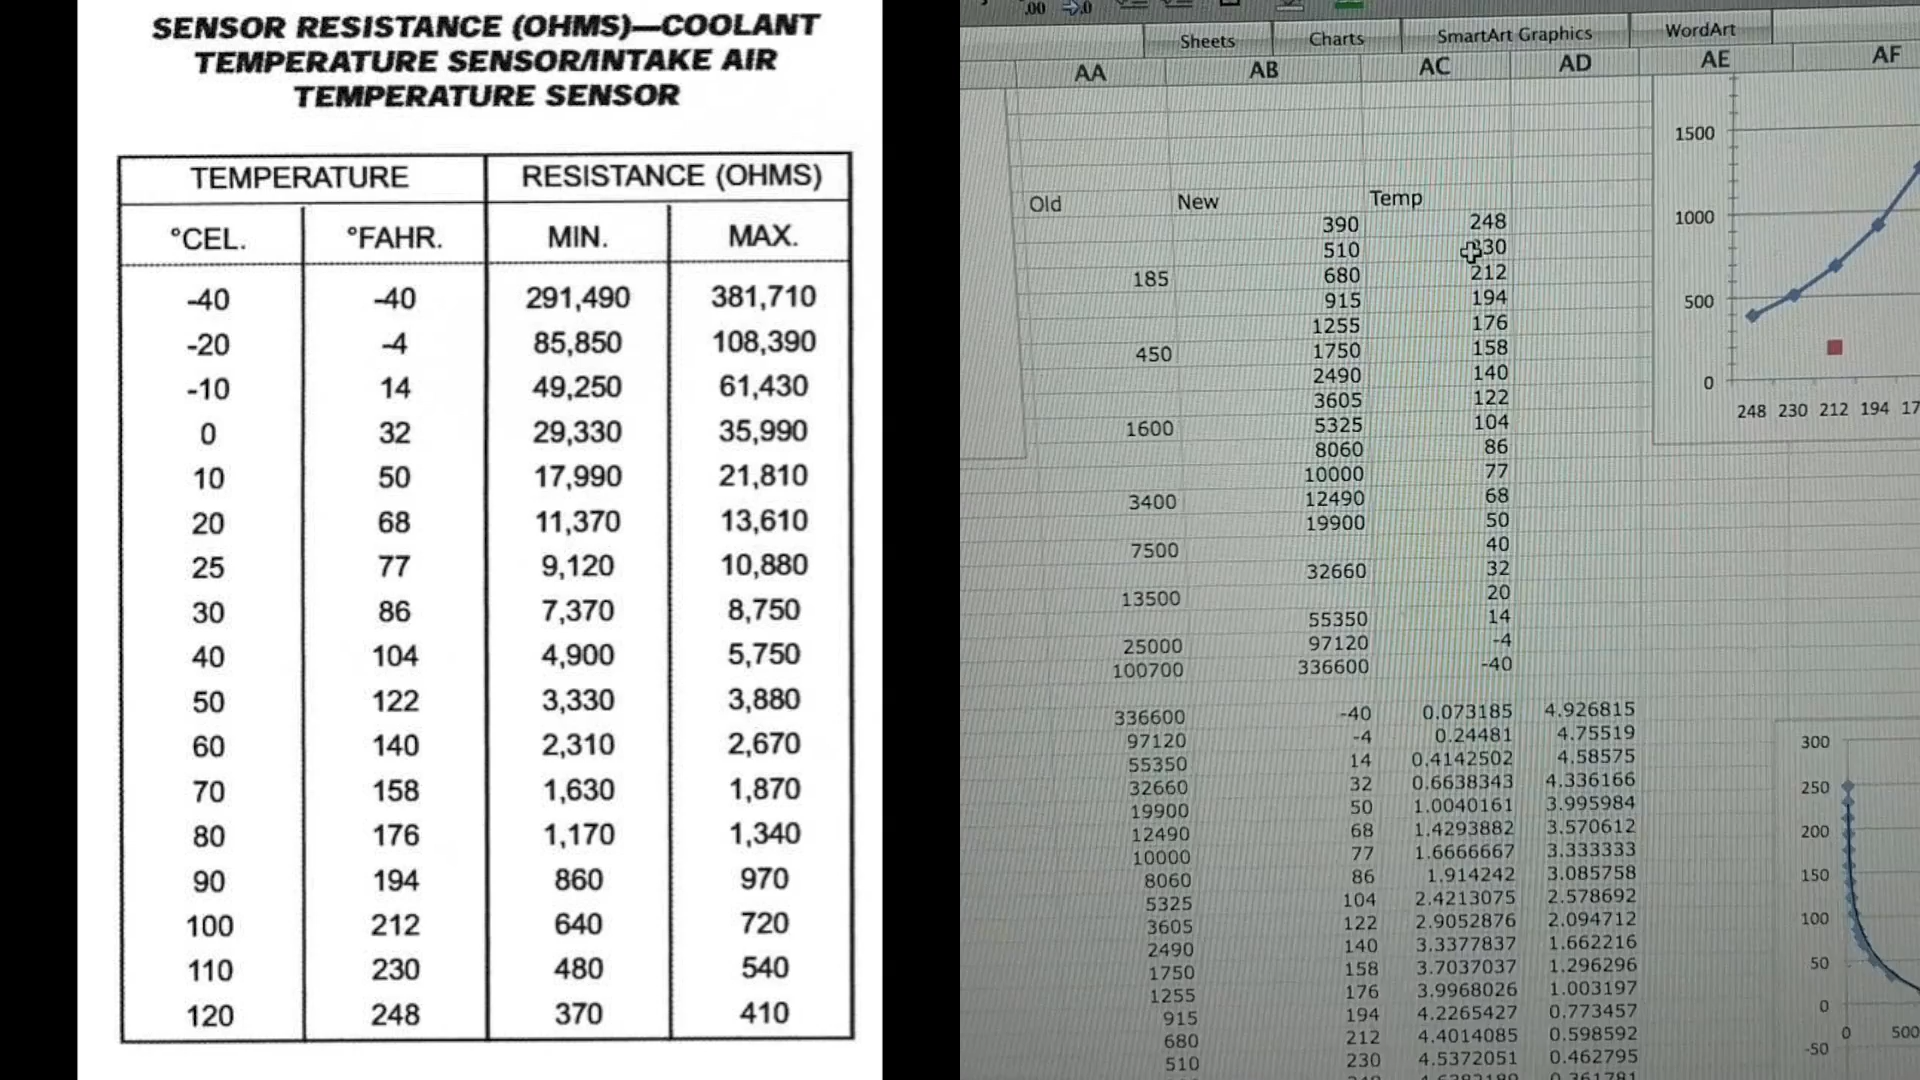 SENSOR RESISTANCE (OHMS)—COOLANT
TEMPERATURE SENSOR/INTAKE AIR
TEMPERATURE SENSOR
TEMPERATURE RESISTANCE (OHMS)
°CEL. °FAHR. MIN. MAX.
-40 -40 291,490 381,710
-20 -4 85,850 108,390
-10 14 49,250 61,430
0 32 29,330 35,990
10 50 17,990 21,810
20 68 11,370 13,610
25 77 9,120 10,880
30 86 7,370 8,750
40 104 4,900 5,750
50 122 3,330 3,880
60 140 2,310 2,670
70 158 1,630 1,870
80 176 1,170 1,340
90 194 860 970
100 212 640 720
110 230 480 540
120 248 370 410
.00 .0
Sheets Charts SmartArt Graphics WordArt
AA AB AC AD AE AF
Old New Temp
390 248
510 30
185 680 212
915 194
1255 176
450 1750 158
2490 140
3605 122
1600 5325 104
8060 86
10000 77
3400 12490 68
19900 50
7500 40
32660 32
13500 20
55350 14
25000 97120 -4
100700 336600 -40
336600 -40 0.073185 4.926815
97120 -4 0.24481 4.75519
55350 14 0.4142502 4.58575
32660 32 0.6638343 4.336166
19900 50 1.0040161 3.995984
12490 68 1.4293882 3.570612
10000 77 1.6666667 3.333333
8060 86 1.914242 3.085758
5325 104 2.4213075 2.578692
3605 122 2.9052876 2.094712
2490 140 3.3377837 1.662216
1750 158 3.7037037 1.296296
1255 176 3.9968026 1.003197
915 194 4.2265427 0.773457
680 212 4.4014085 0.598592
510 230 4.5372051 0.462795
1500
1000
500
0
248 230 212 194 17
300
250
200
150
100
50
0
-50
0 500